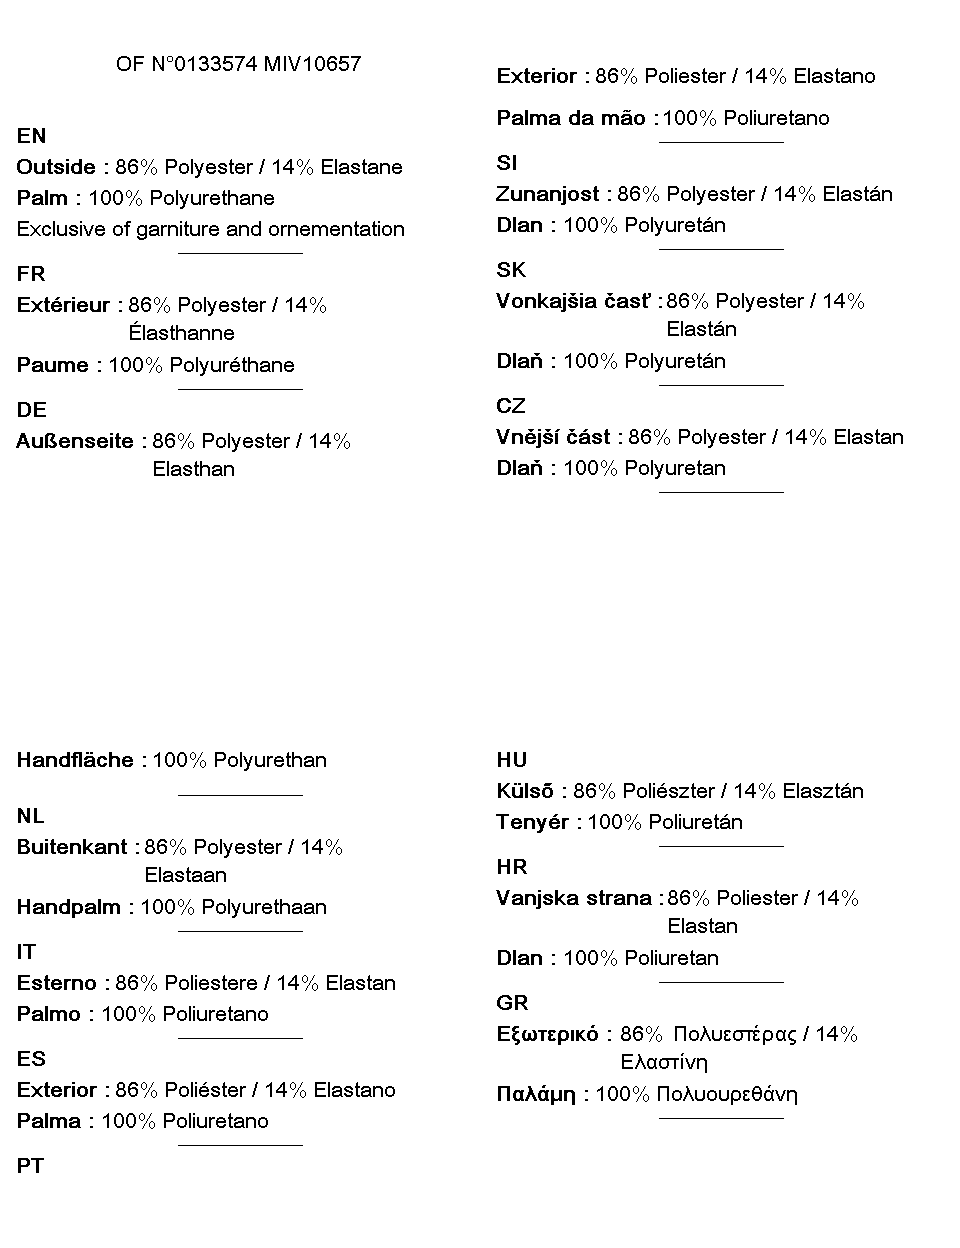 OF N°0133574 MIV10657
EN
Outside : 86% Polyester / 14% Elastane
Palm : 100% Polyurethane
Exclusive of garniture and ornementation
FR
Extérieur : 86% Polyester / 14%
Élasthanne
Paume : 100% Polyuréthane
DE
Außenseite : 86% Polyester / 14%
Elasthan
Handfläche : 100% Polyurethan
NL
Buitenkant : 86% Polyester / 14%
Elastaan
Handpalm : 100% Polyurethaan
IT
Esterno : 86% Poliestere / 14% Elastan
Palmo : 100% Poliuretano
ES
Exterior : 86% Poliéster / 14% Elastano
Palma : 100% Poliuretano
PT
Exterior : 86% Poliester / 14% Elastano
Palma da mão : 100% Poliuretano
SI
Zunanjost : 86% Polyester / 14% Elastán
Dlan : 100% Polyuretán
SK
Vonkajšia časť : 86% Polyester / 14%
Elastán
Dlaň : 100% Polyuretán
CZ
Vnější část : 86% Polyester / 14% Elastan
Dlaň : 100% Polyuretan
HU
Külső : 86% Poliészter / 14% Elasztán
Tenyér : 100% Poliuretán
HR
Vanjska strana : 86% Poliester / 14%
Elastan
Dlan : 100% Poliuretan
GR
Εξωτερικό : 86% Πολυεστέρας / 14%
Ελαστίνη
Παλάμη : 100% Πολυουρεθάνη